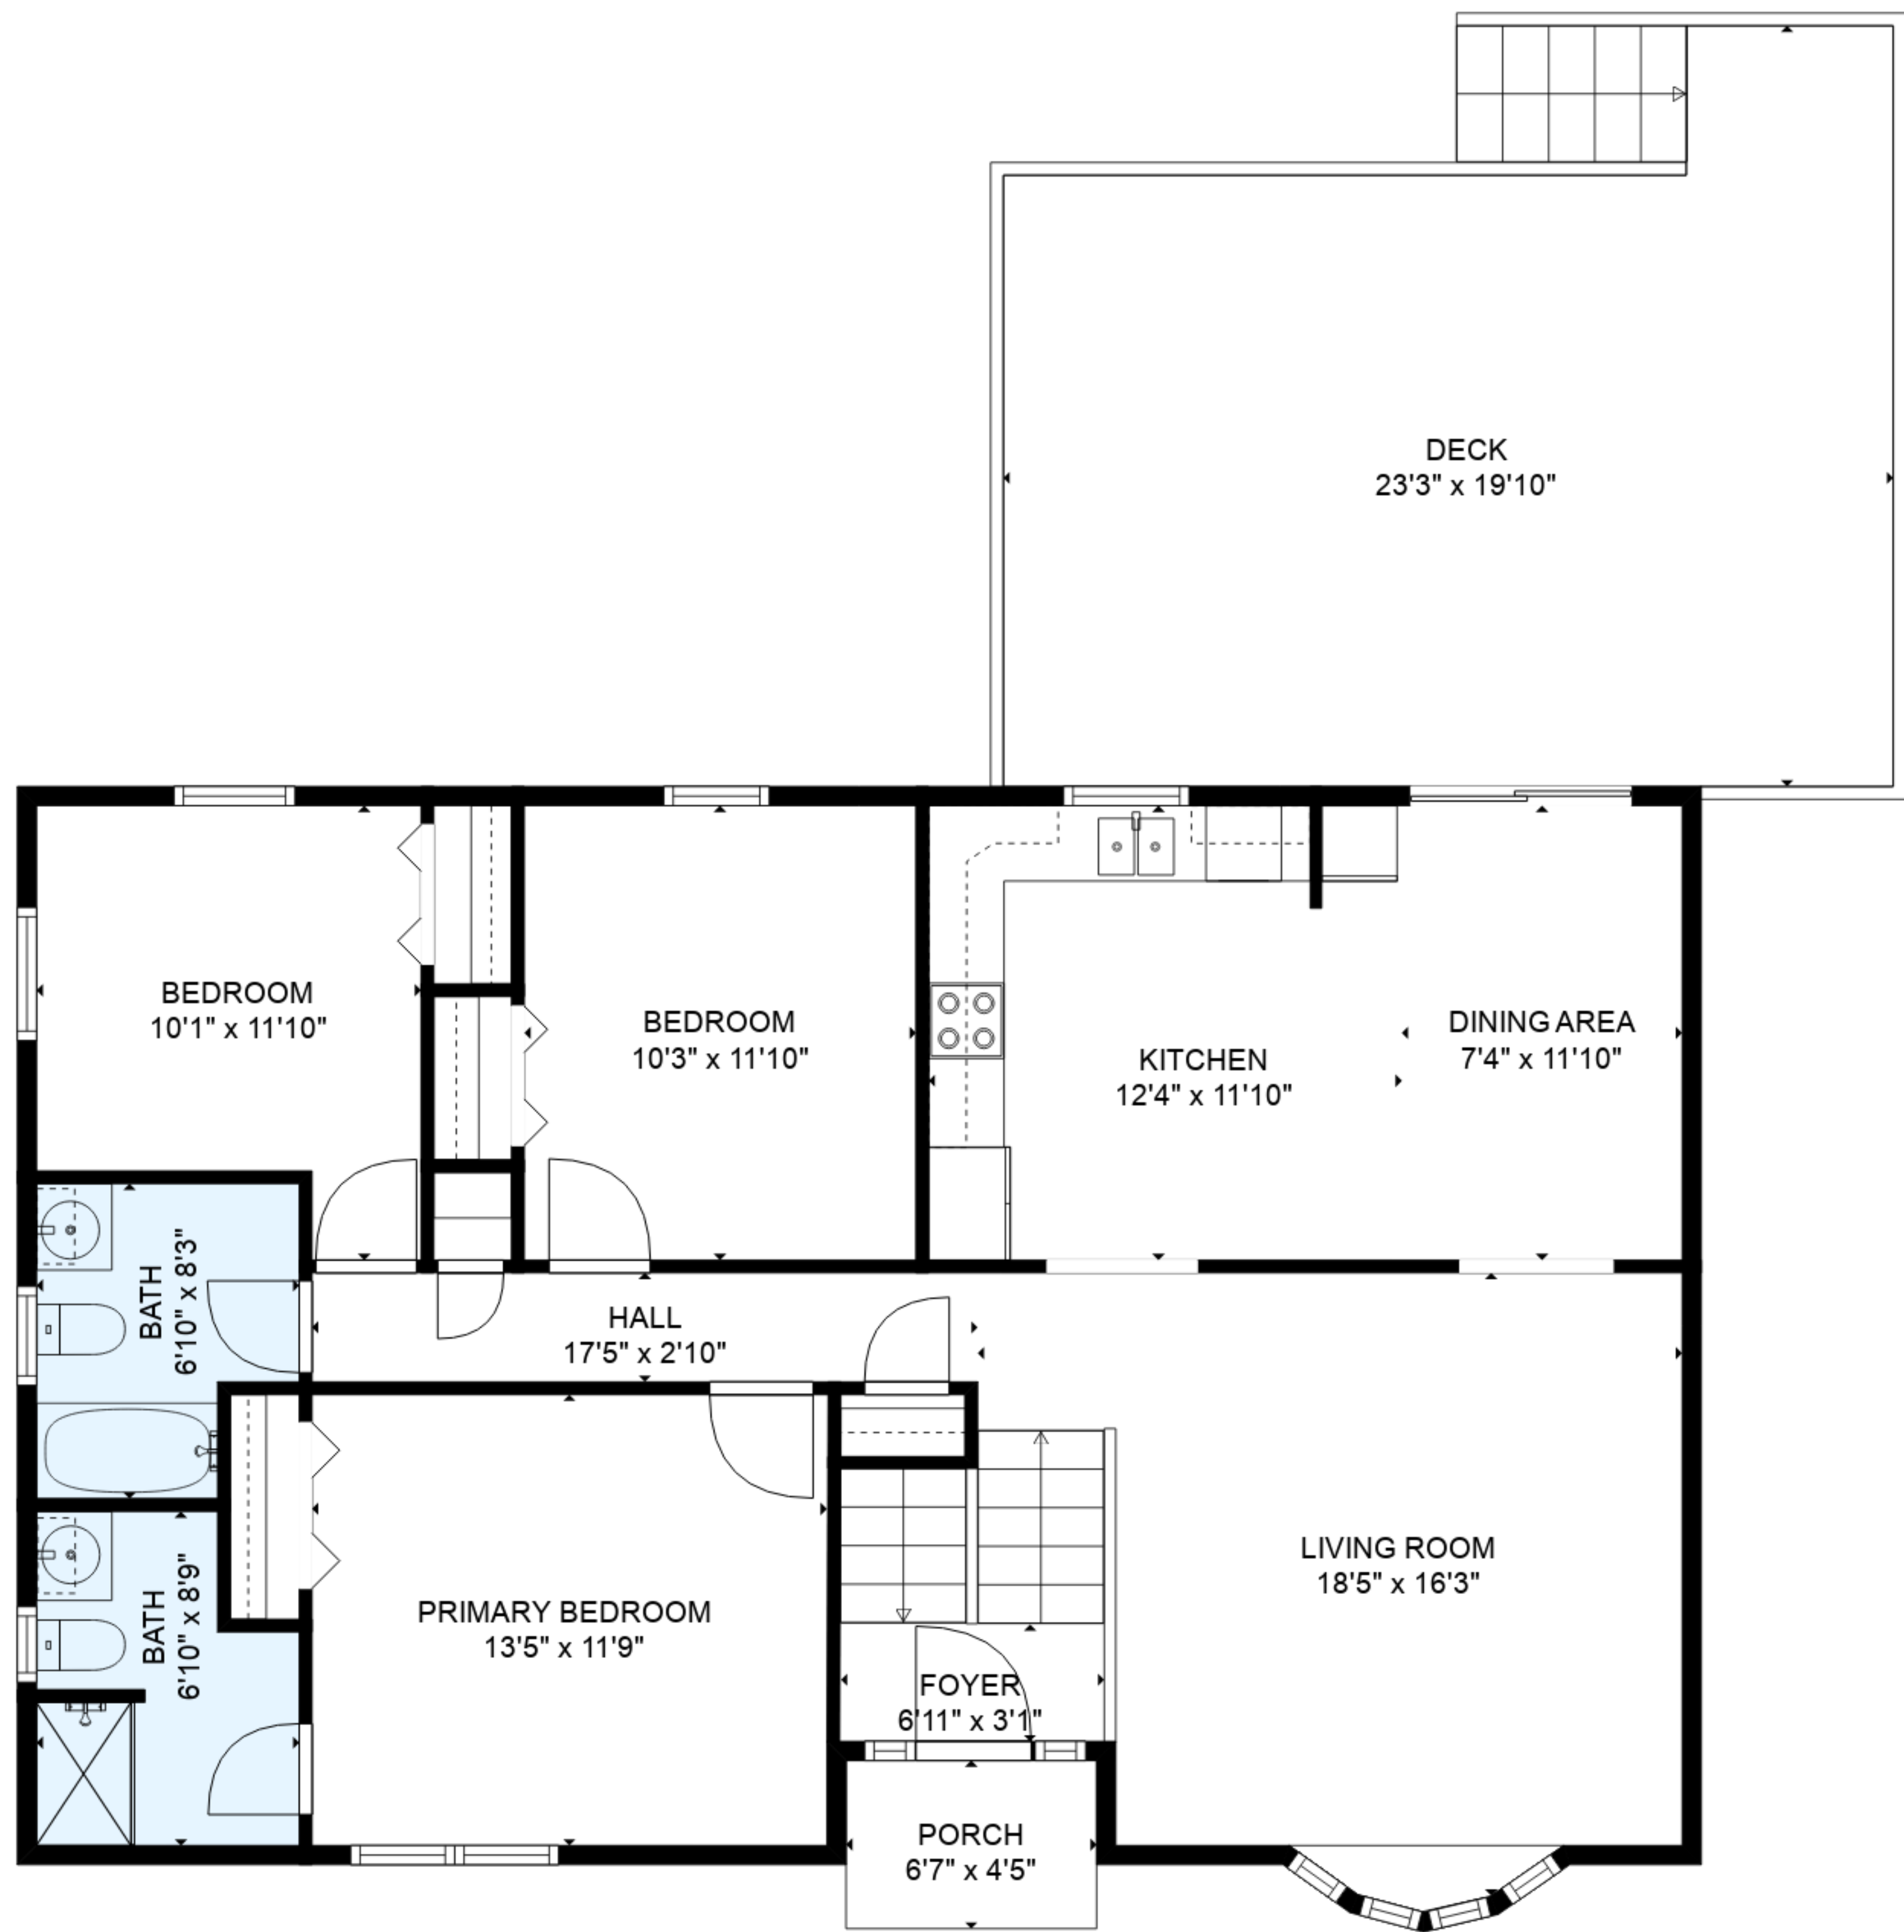 DECK
23'3" x 19'10"
BEDROOM
10'1" x 11'10"
BEDROOM
10'3" x 11'10"
KITCHEN
12'4" x 11'10"
DINING AREA
7'4" x 11'10"
BATH
6'10" x 8'3"
HALL
17'5" x 2'10"
LIVING ROOM
18'5" x 16'3"
BATH
6'10" x 8'9"
PRIMARY BEDROOM
13'5" x 11'9"
FOYER
6'11" x 3'1"
PORCH
6'7" x 4'5"